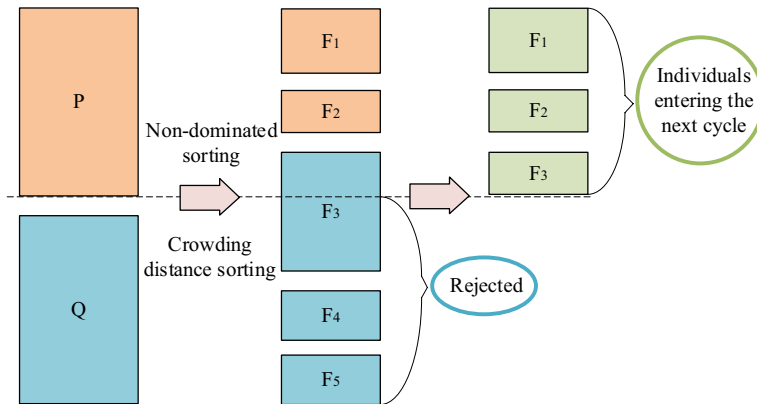 P
Q
Non-dominated
sorting
Crowding
distance sorting
F1
F2
F3
F4
F5
Rejected
F1
F2
F3
Individuals
entering the
next cycle